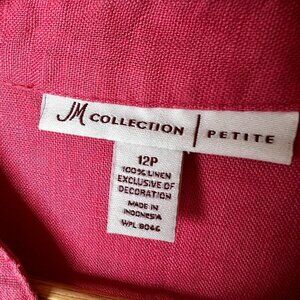 JM COLLECTION | PETITE
12P
100% LINEN
EXCLUSIVE OF
DECORATION
MADE IN
INDONESIA
WPL 8046